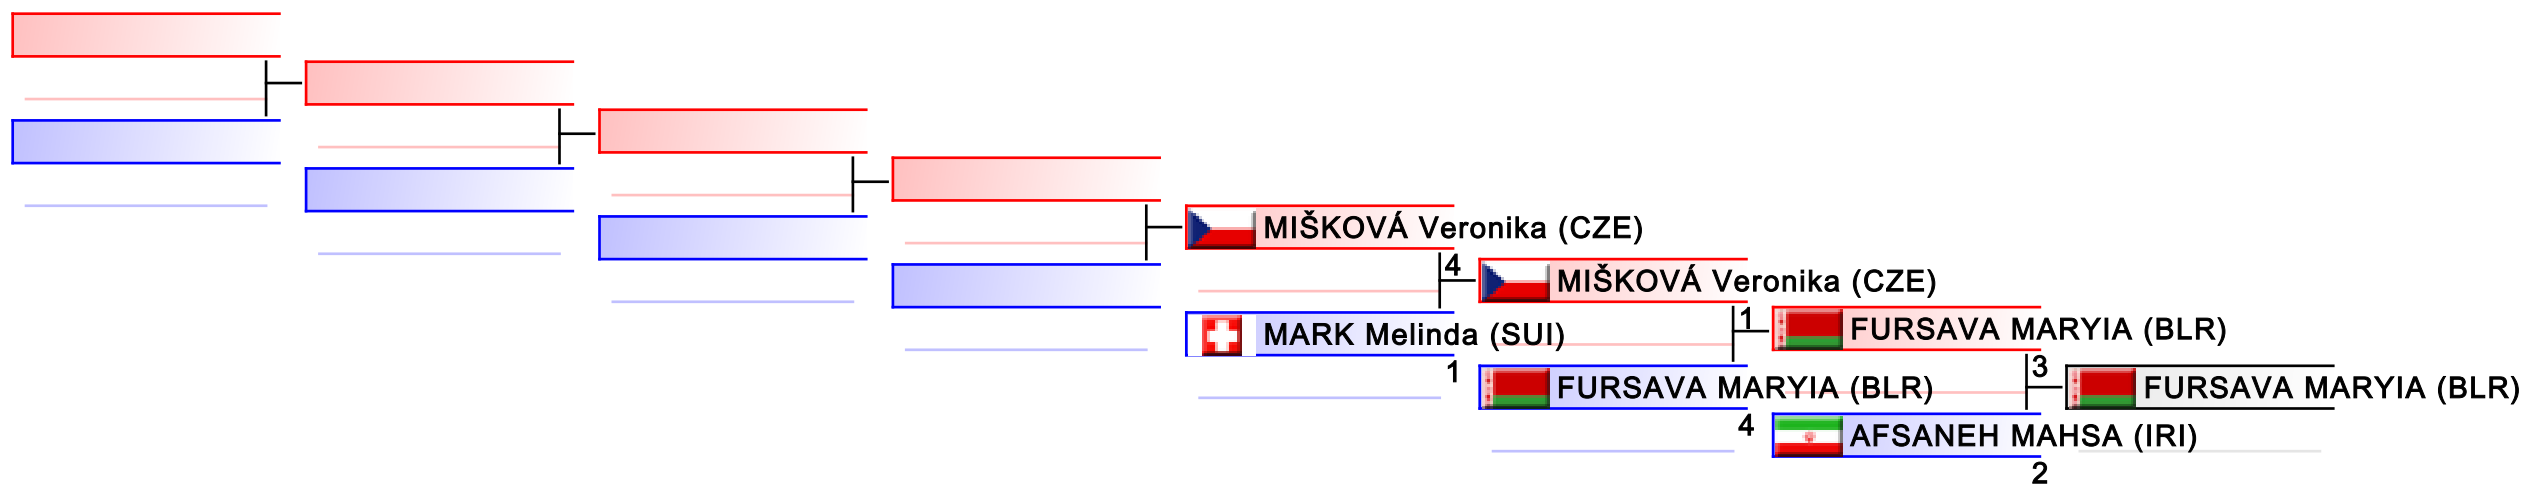 MIŠKOVÁ Veronika (CZE)
4
MIŠKOVÁ Veronika (CZE)
MARK Melinda (SUI)
1
1
FURSAVA MARYIA (BLR)
FURSAVA MARYIA (BLR)
4
3
FURSAVA MARYIA (BLR)
AFSANEH MAHSA (IRI)
2